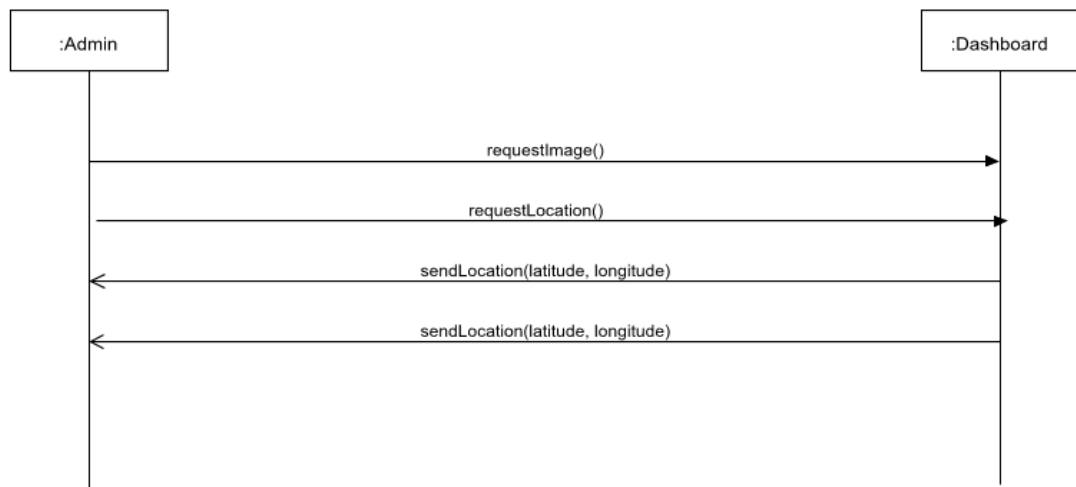 :Admin
:Dashboard
requestImage()
requestLocation()
sendLocation(latitude, longitude)
sendLocation(latitude, longitude)